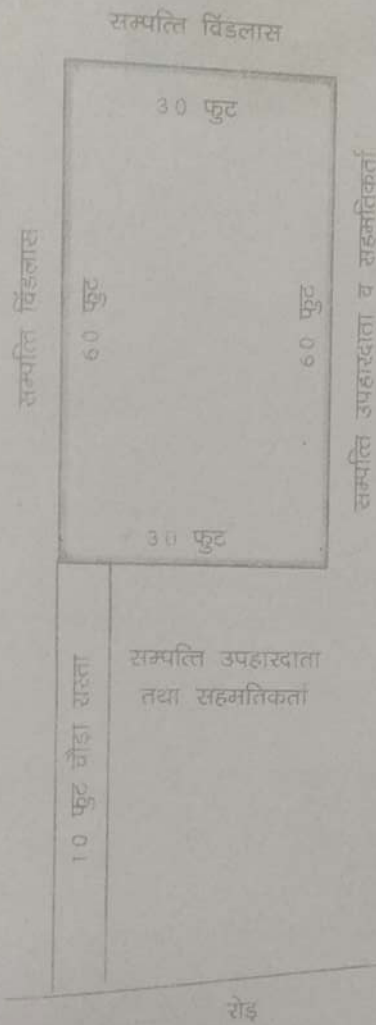 सम्पत्ति विंडलास
30 फुट
सम्पत्ति विंडलास
60 फुट
60 फुट
सम्पत्ति उपहारदाता व सहमतिकर्ता
30 फुट
10 फुट चौड़ा रास्ता
सम्पत्ति उपहारदाता
तथा सहमतिकर्ता
रोड़